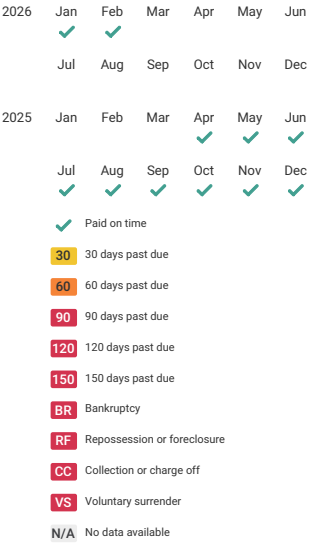 2026 Jan Feb Mar Apr May Jun
Jul Aug Sep Oct Nov Dec
2025 Jan Feb Mar Apr May Jun
Jul Aug Sep Oct Nov Dec
Paid on time
30 30 days past due
60 60 days past due
90 90 days past due
120 120 days past due
150 150 days past due
BR Bankruptcy
RF Repossession or foreclosure
CC Collection or charge off
VS Voluntary surrender
N/A No data available